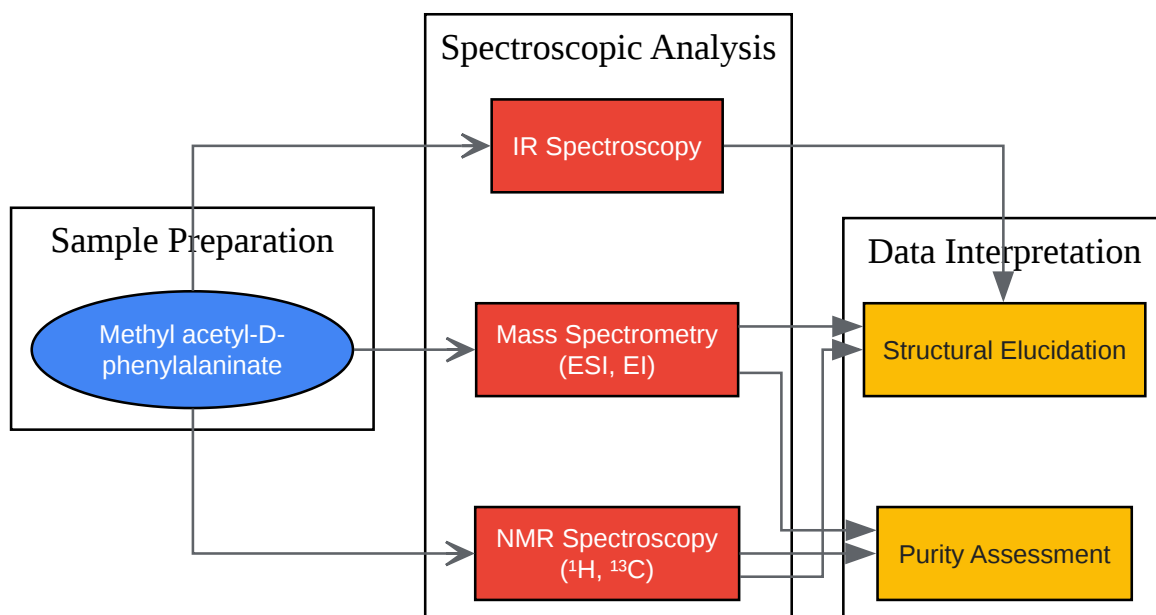 Spectroscopic Analysis
IR Spectroscopy
Sample Preparation
Methyl acetyl-D-
phenylalaninate
Mass Spectrometry
(ESI, EI)
NMR Spectroscopy
(¹H, ¹³C)
Data Interpretation
Structural Elucidation
Purity Assessment